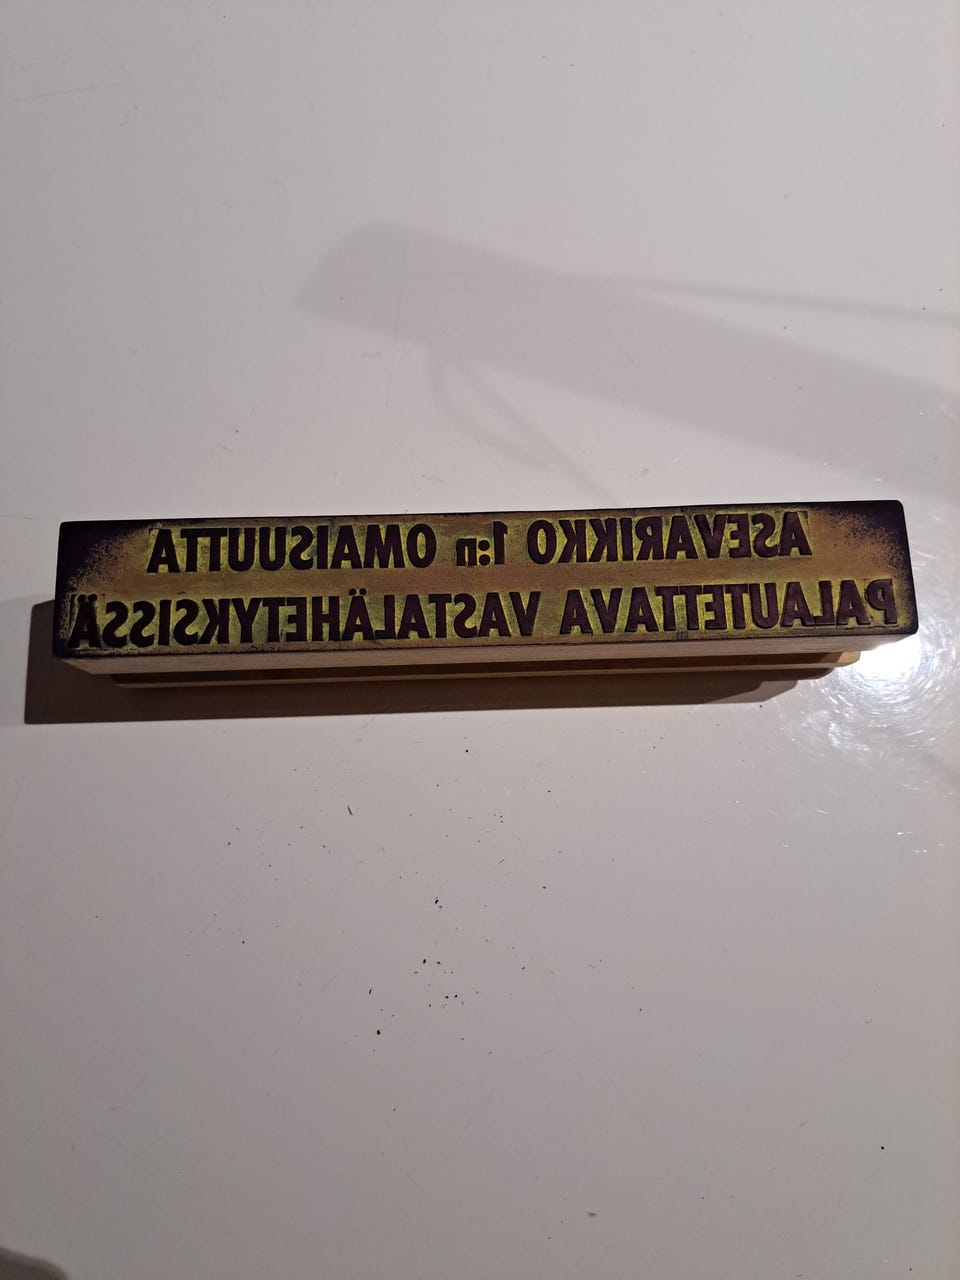 ASEVARIKKO 1:n OMAISUUTTA
PALAUTETTAVA VASTALÄHETYKSISSÄ